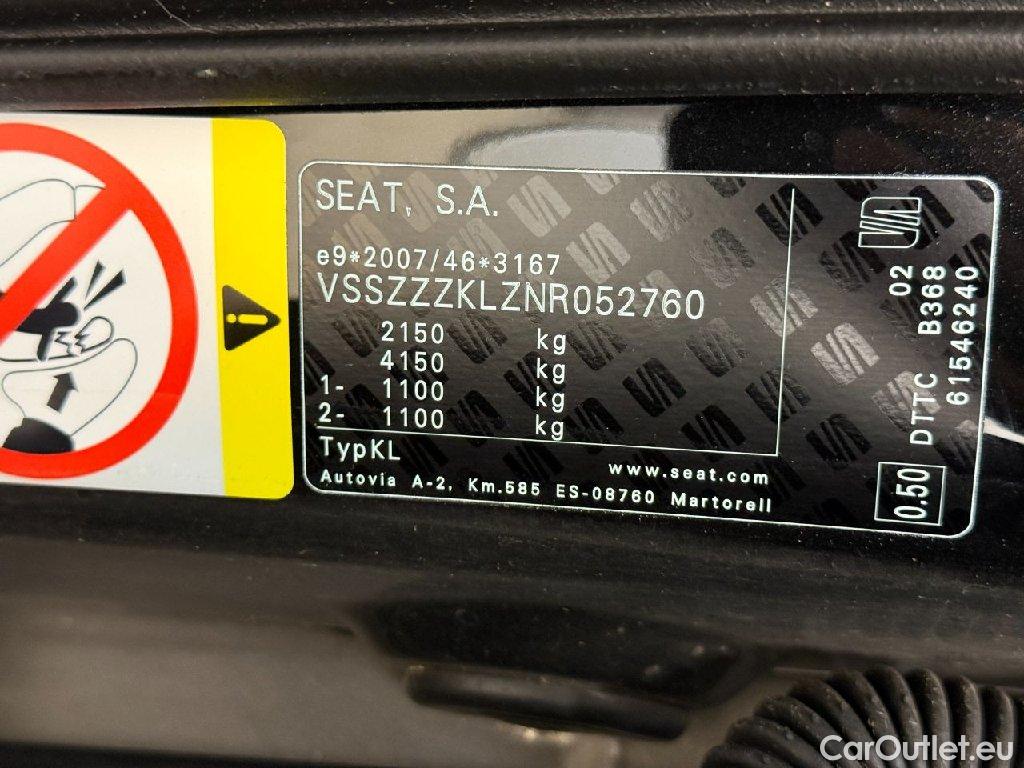 SEAT, S.A.
e9*2007/46*3167
VSSZZZKLZNR052760
2150 kg
4150 kg
1- 1100 kg
2- 1100 kg
TypKL
www.seat.com
Autovia A-2, Km.585 ES-08760 Martorell
02
0.50 DTTC B368
61546240
CarOutlet.eu